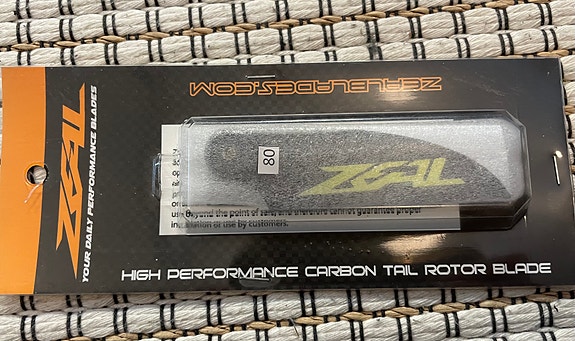 ZEALBLADES.COM
ZEAL
YOUR DAILY PERFORMANCE BLADES
80
ZEAL
use beyond the point of sale, and therefore cannot guarantee proper
installation or use by customers.
HIGH PERFORMANCE CARBON TAIL ROTOR BLADE